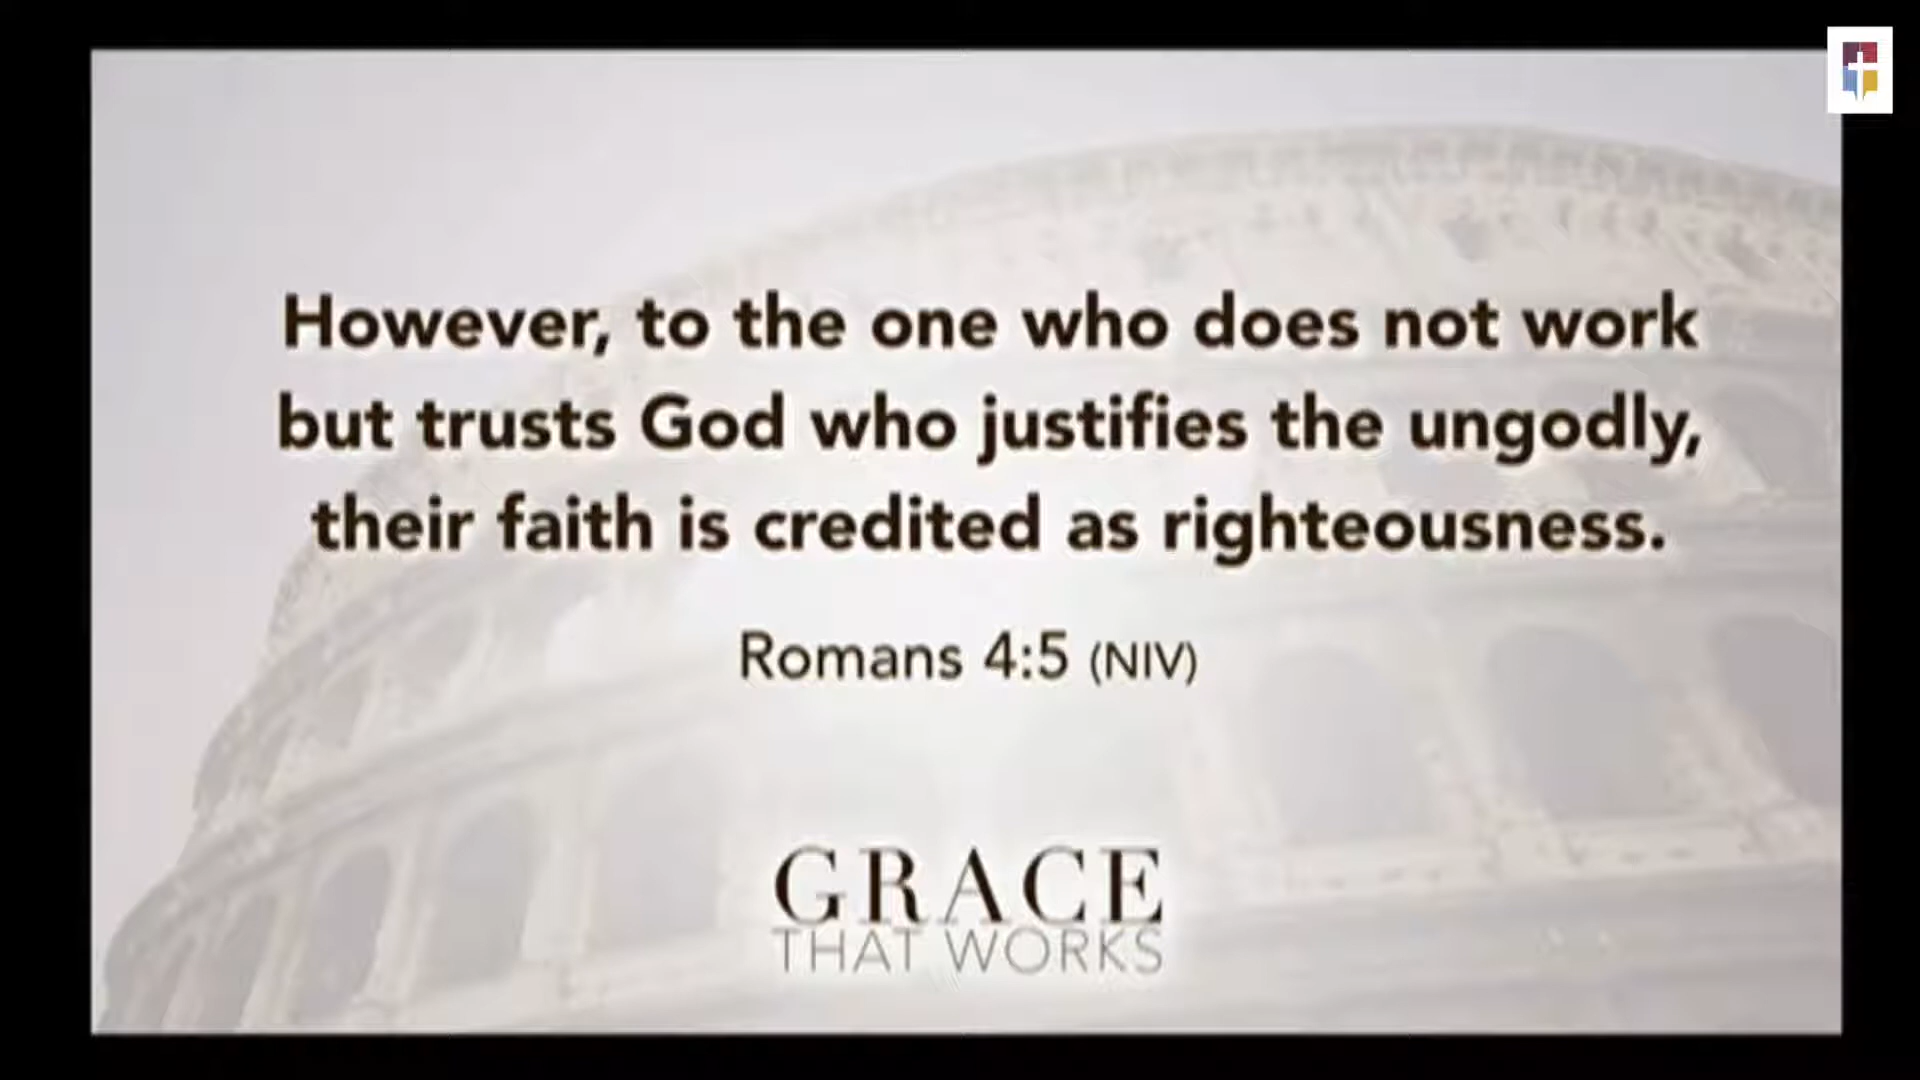 However, to the one who does not work
but trusts God who justifies the ungodly,
their faith is credited as righteousness.
Romans 4:5 (NIV)
GRACE
THAT WORKS